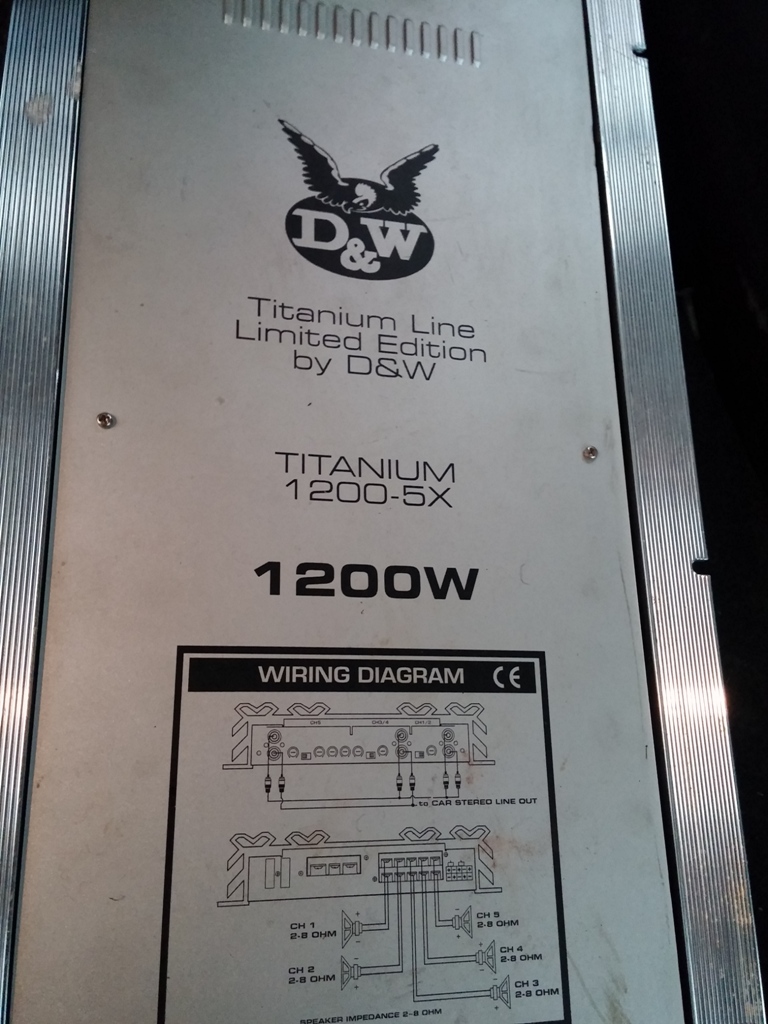 D&W
Titanium Line
Limited Edition
by D&W
TITANIUM
1200-5X
1200W
WIRING DIAGRAM CE
CH5 CH3/4 CH1/2
to CAR STEREO LINE OUT
CH 1
2-8 OHM
CH 5
2-8 OHM
CH 2
2-8 OHM
CH 4
2-8 OHM
CH 3
2-8 OHM
SPEAKER IMPEDANCE 2-8 OHM